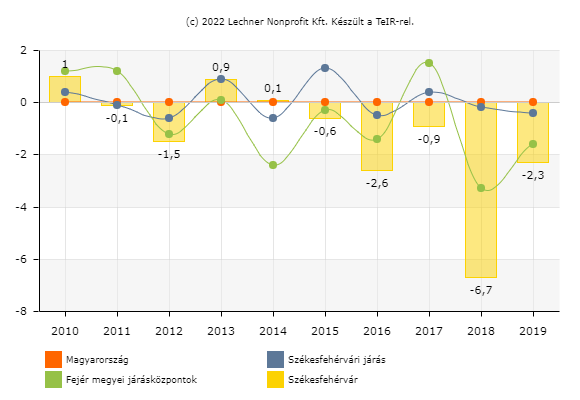 (c) 2022 Lechner Nonprofit Kft. Készült a TeIR-rel.
2
1
0,9
0,1
0
-0,1
-0,6
-0,9
-1,5
-2
-2,3
-2,6
-4
-6
-6,7
-8
2010 2011 2012 2013 2014 2015 2016 2017 2018 2019
Magyarország
Székesfehérvári járás
Fejér megyei járásközpontok
Székesfehérvár